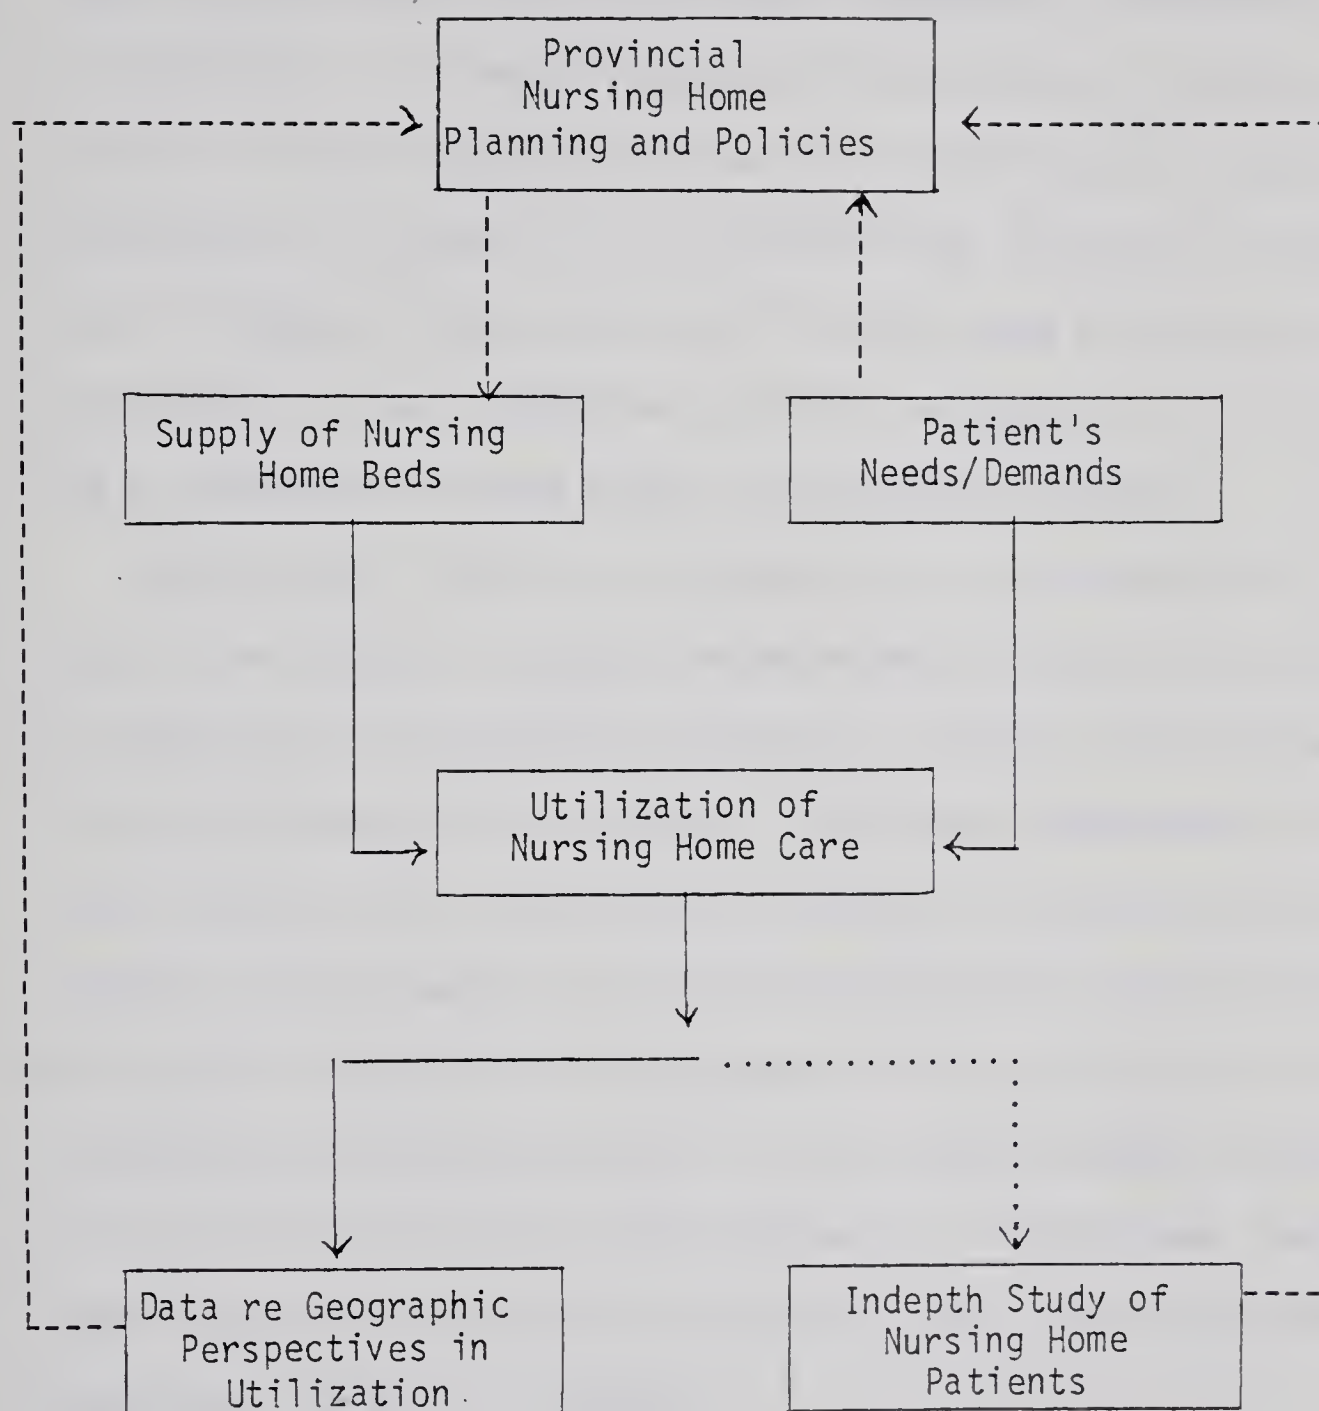 Provincial
Nursing Home
Planning and Policies
Supply of Nursing
Home Beds
Patient's
Needs/Demands
Utilization of
Nursing Home Care
Data re Geographic
Perspectives in
Utilization
Indepth Study of
Nursing Home
Patients